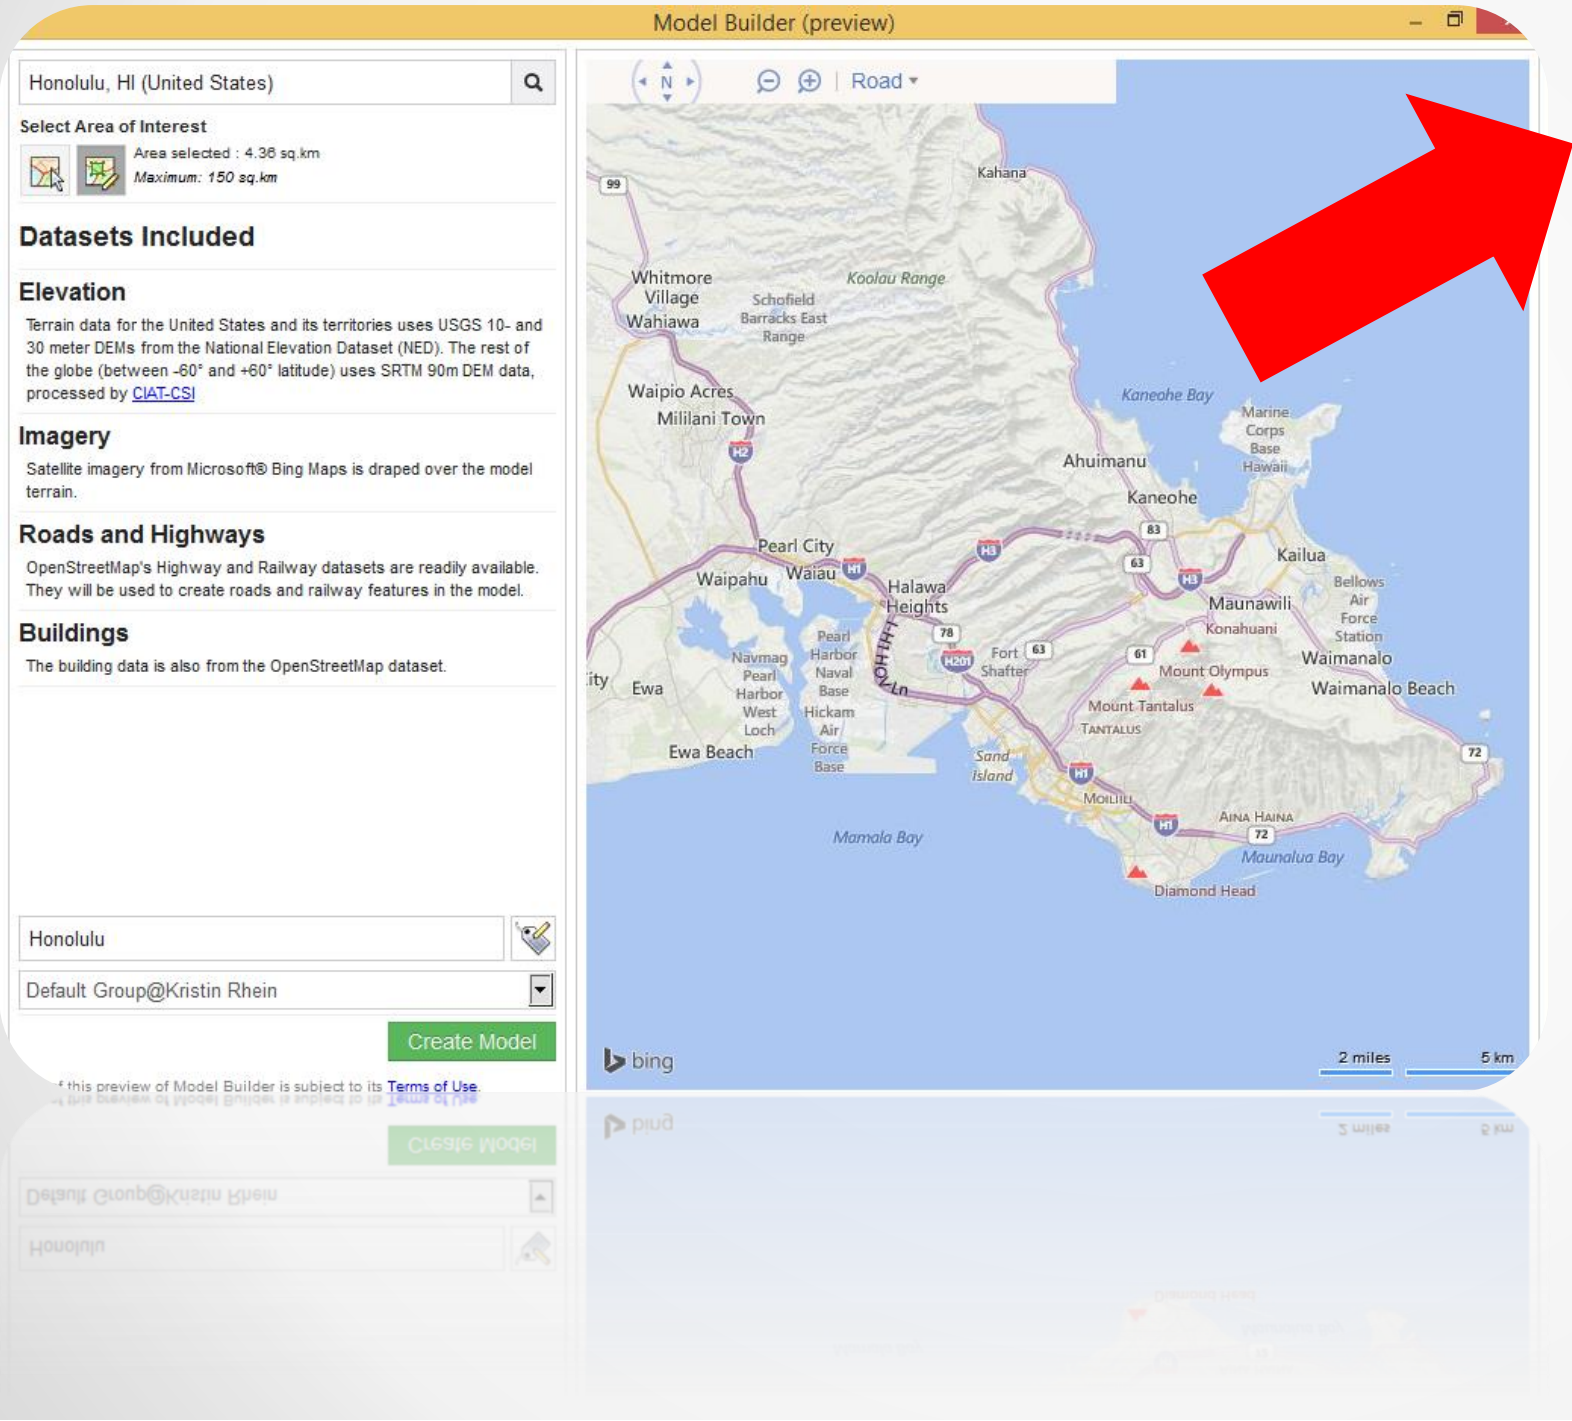 Model Builder (preview)
Honolulu, HI (United States)
Select Area of Interest
Area selected : 4.36 sq.km
Maximum: 150 sq.km
Datasets Included
Elevation
Terrain data for the United States and its territories uses USGS 10- and
30 meter DEMs from the National Elevation Dataset (NED). The rest of
the globe (between -60° and +60° latitude) uses SRTM 90m DEM data,
processed by CIAT-CSI
Imagery
Satellite imagery from Microsoft® Bing Maps is draped over the model
terrain.
Roads and Highways
OpenStreetMap's Highway and Railway datasets are readily available.
They will be used to create roads and railway features in the model.
Buildings
The building data is also from the OpenStreetMap dataset.
Honolulu
Default Group@Kristin Rhein
Create Model
this preview of Model Builder is subject to its Terms of Use.
N
Road
Kahana
99
Koolau Range
Whitmore
Village
Wahiawa
Schofield
Barracks East
Range
Waipio Acres
Mililani Town
H2
Kaneohe Bay
Marine
Corps
Base
Hawaii
Ahuimanu
Kaneohe
83
63
H3
H3
Kailua
Pearl City
Waipahu
Waiau
H1
Halawa
Heights
Bellows
Air
Force
Station
Maunawili
Konahuani
78
H201
Fort
Shafter
63
61
Mount Olympus
Waimanalo
Waimanalo Beach
Pearl
Harbor
Naval
Base
Hickam
Air
Force
Base
Navmag
Pearl
Harbor
West
Loch
H-1 HOV Ln
ity
Ewa
Ewa Beach
Mount Tantalus
TANTALUS
Sand
Island
H1
72
MOILIILI
H1
AINA HAINA
72
Mamala Bay
Maunalua Bay
Diamond Head
bing
2 miles
5 km